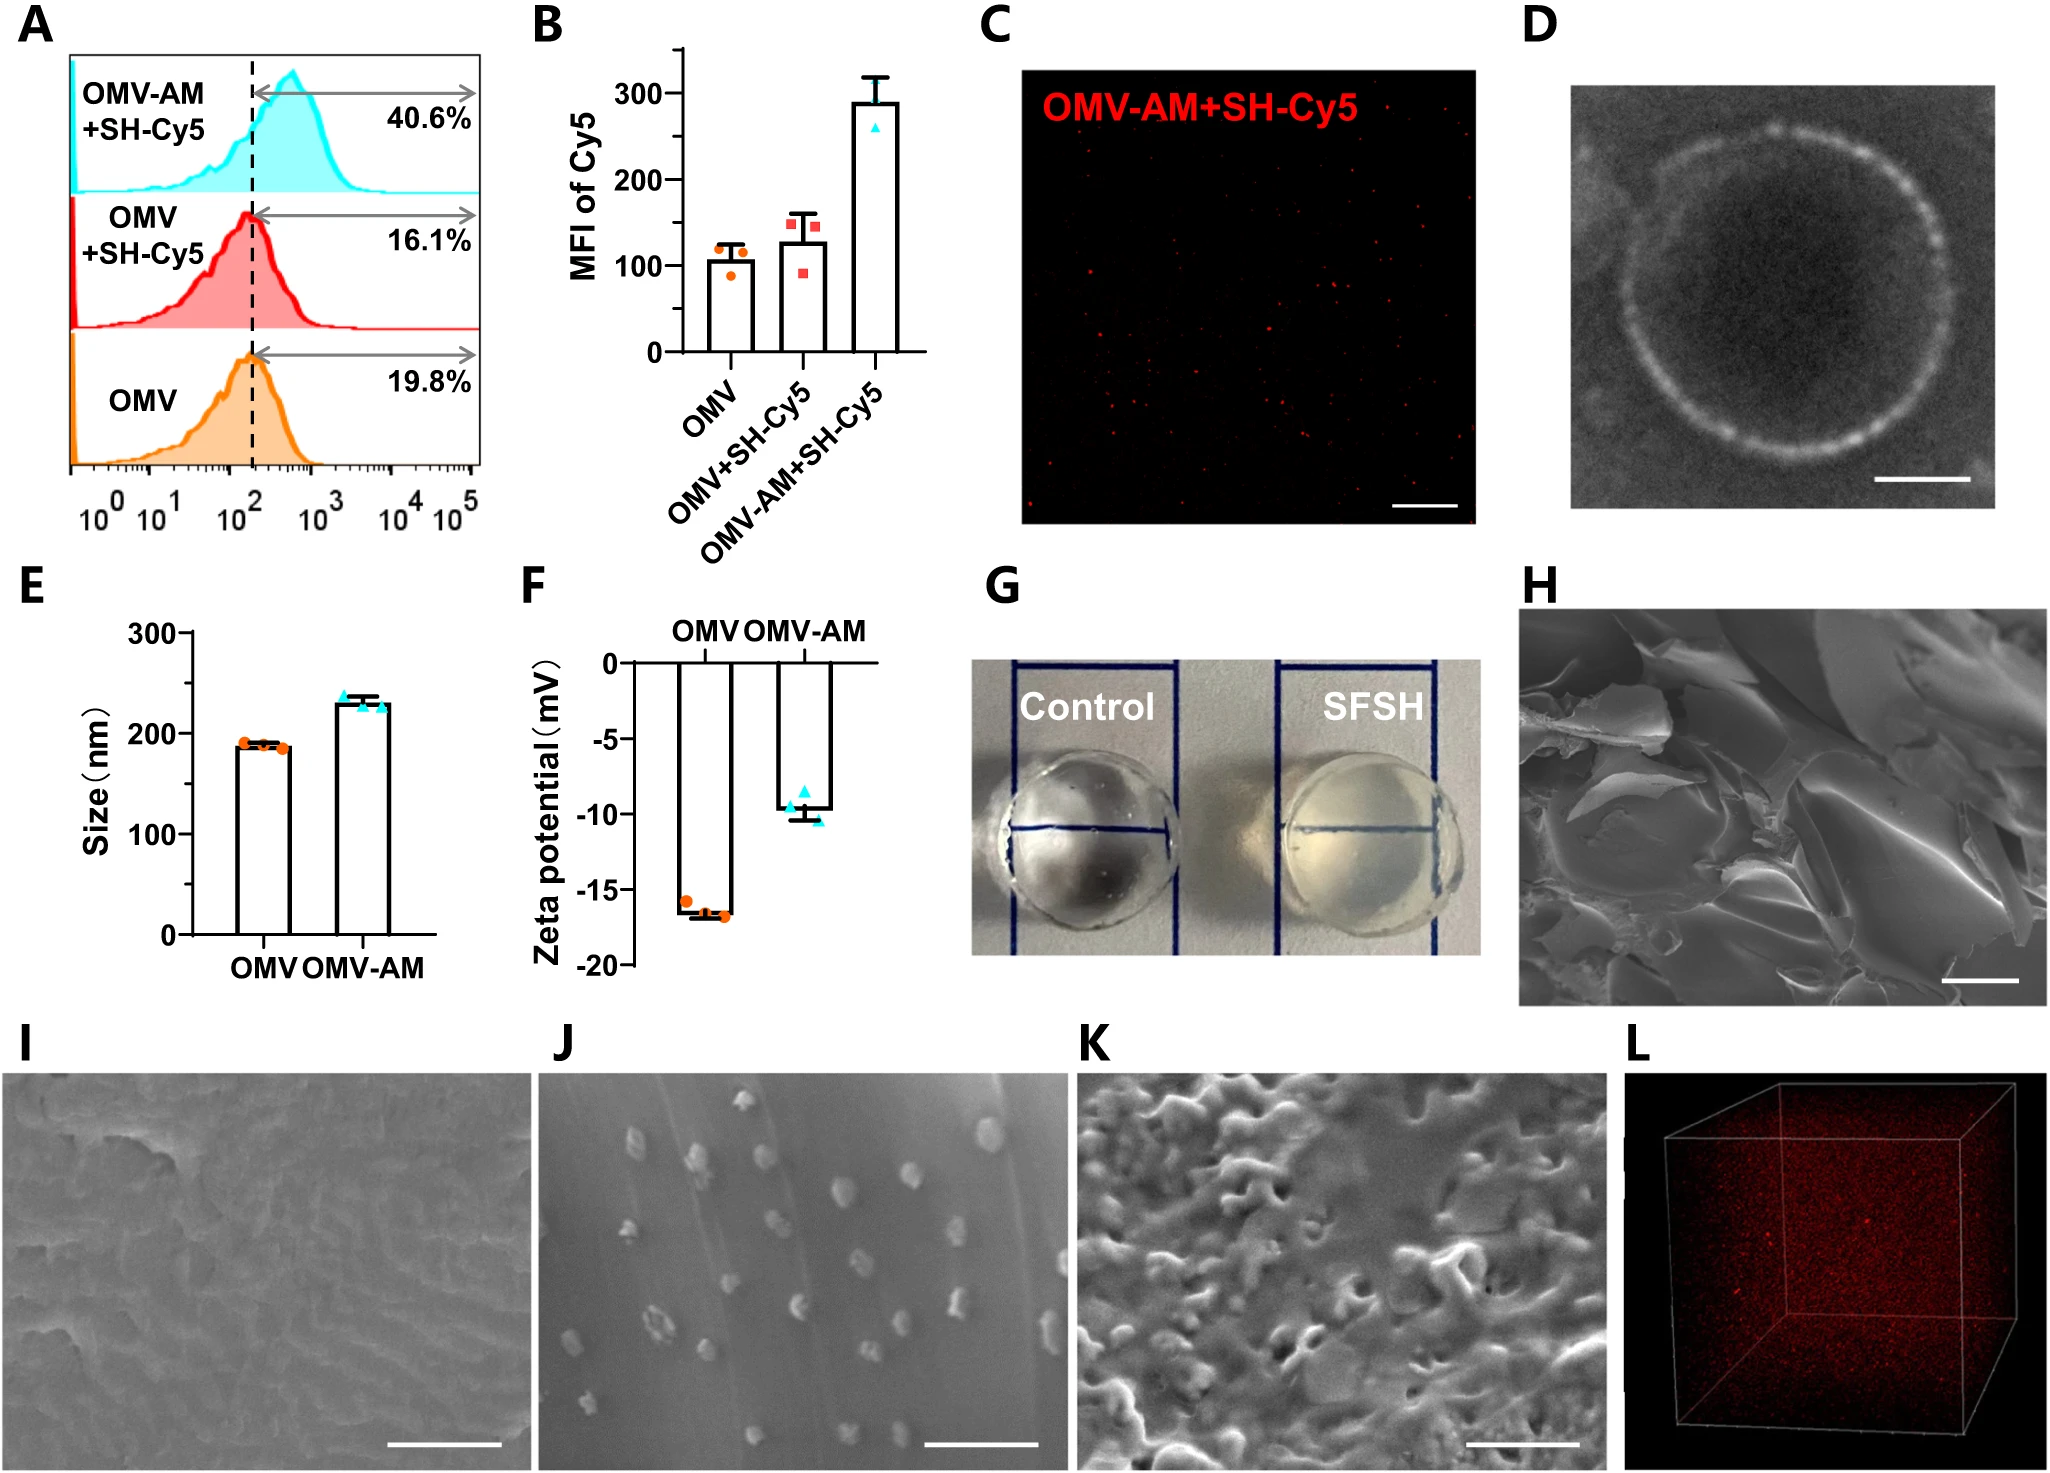 A
OMV-AM
+SH-Cy5
40.6%
OMV
+SH-Cy5
16.1%
OMV
19.8%
10^0 10^1 10^2 10^3 10^4 10^5
B
MFI of Cy5
300
200
100
0
OMV
OMV+SH-Cy5
OMV-AM+SH-Cy5
C
OMV-AM+SH-Cy5
D
E
Size（nm）
300
200
100
0
OMV OMV-AM
F
OMV OMV-AM
Zeta potential（mV）
0
-5
-10
-15
-20
G
Control
SFSH
H
I
J
K
L